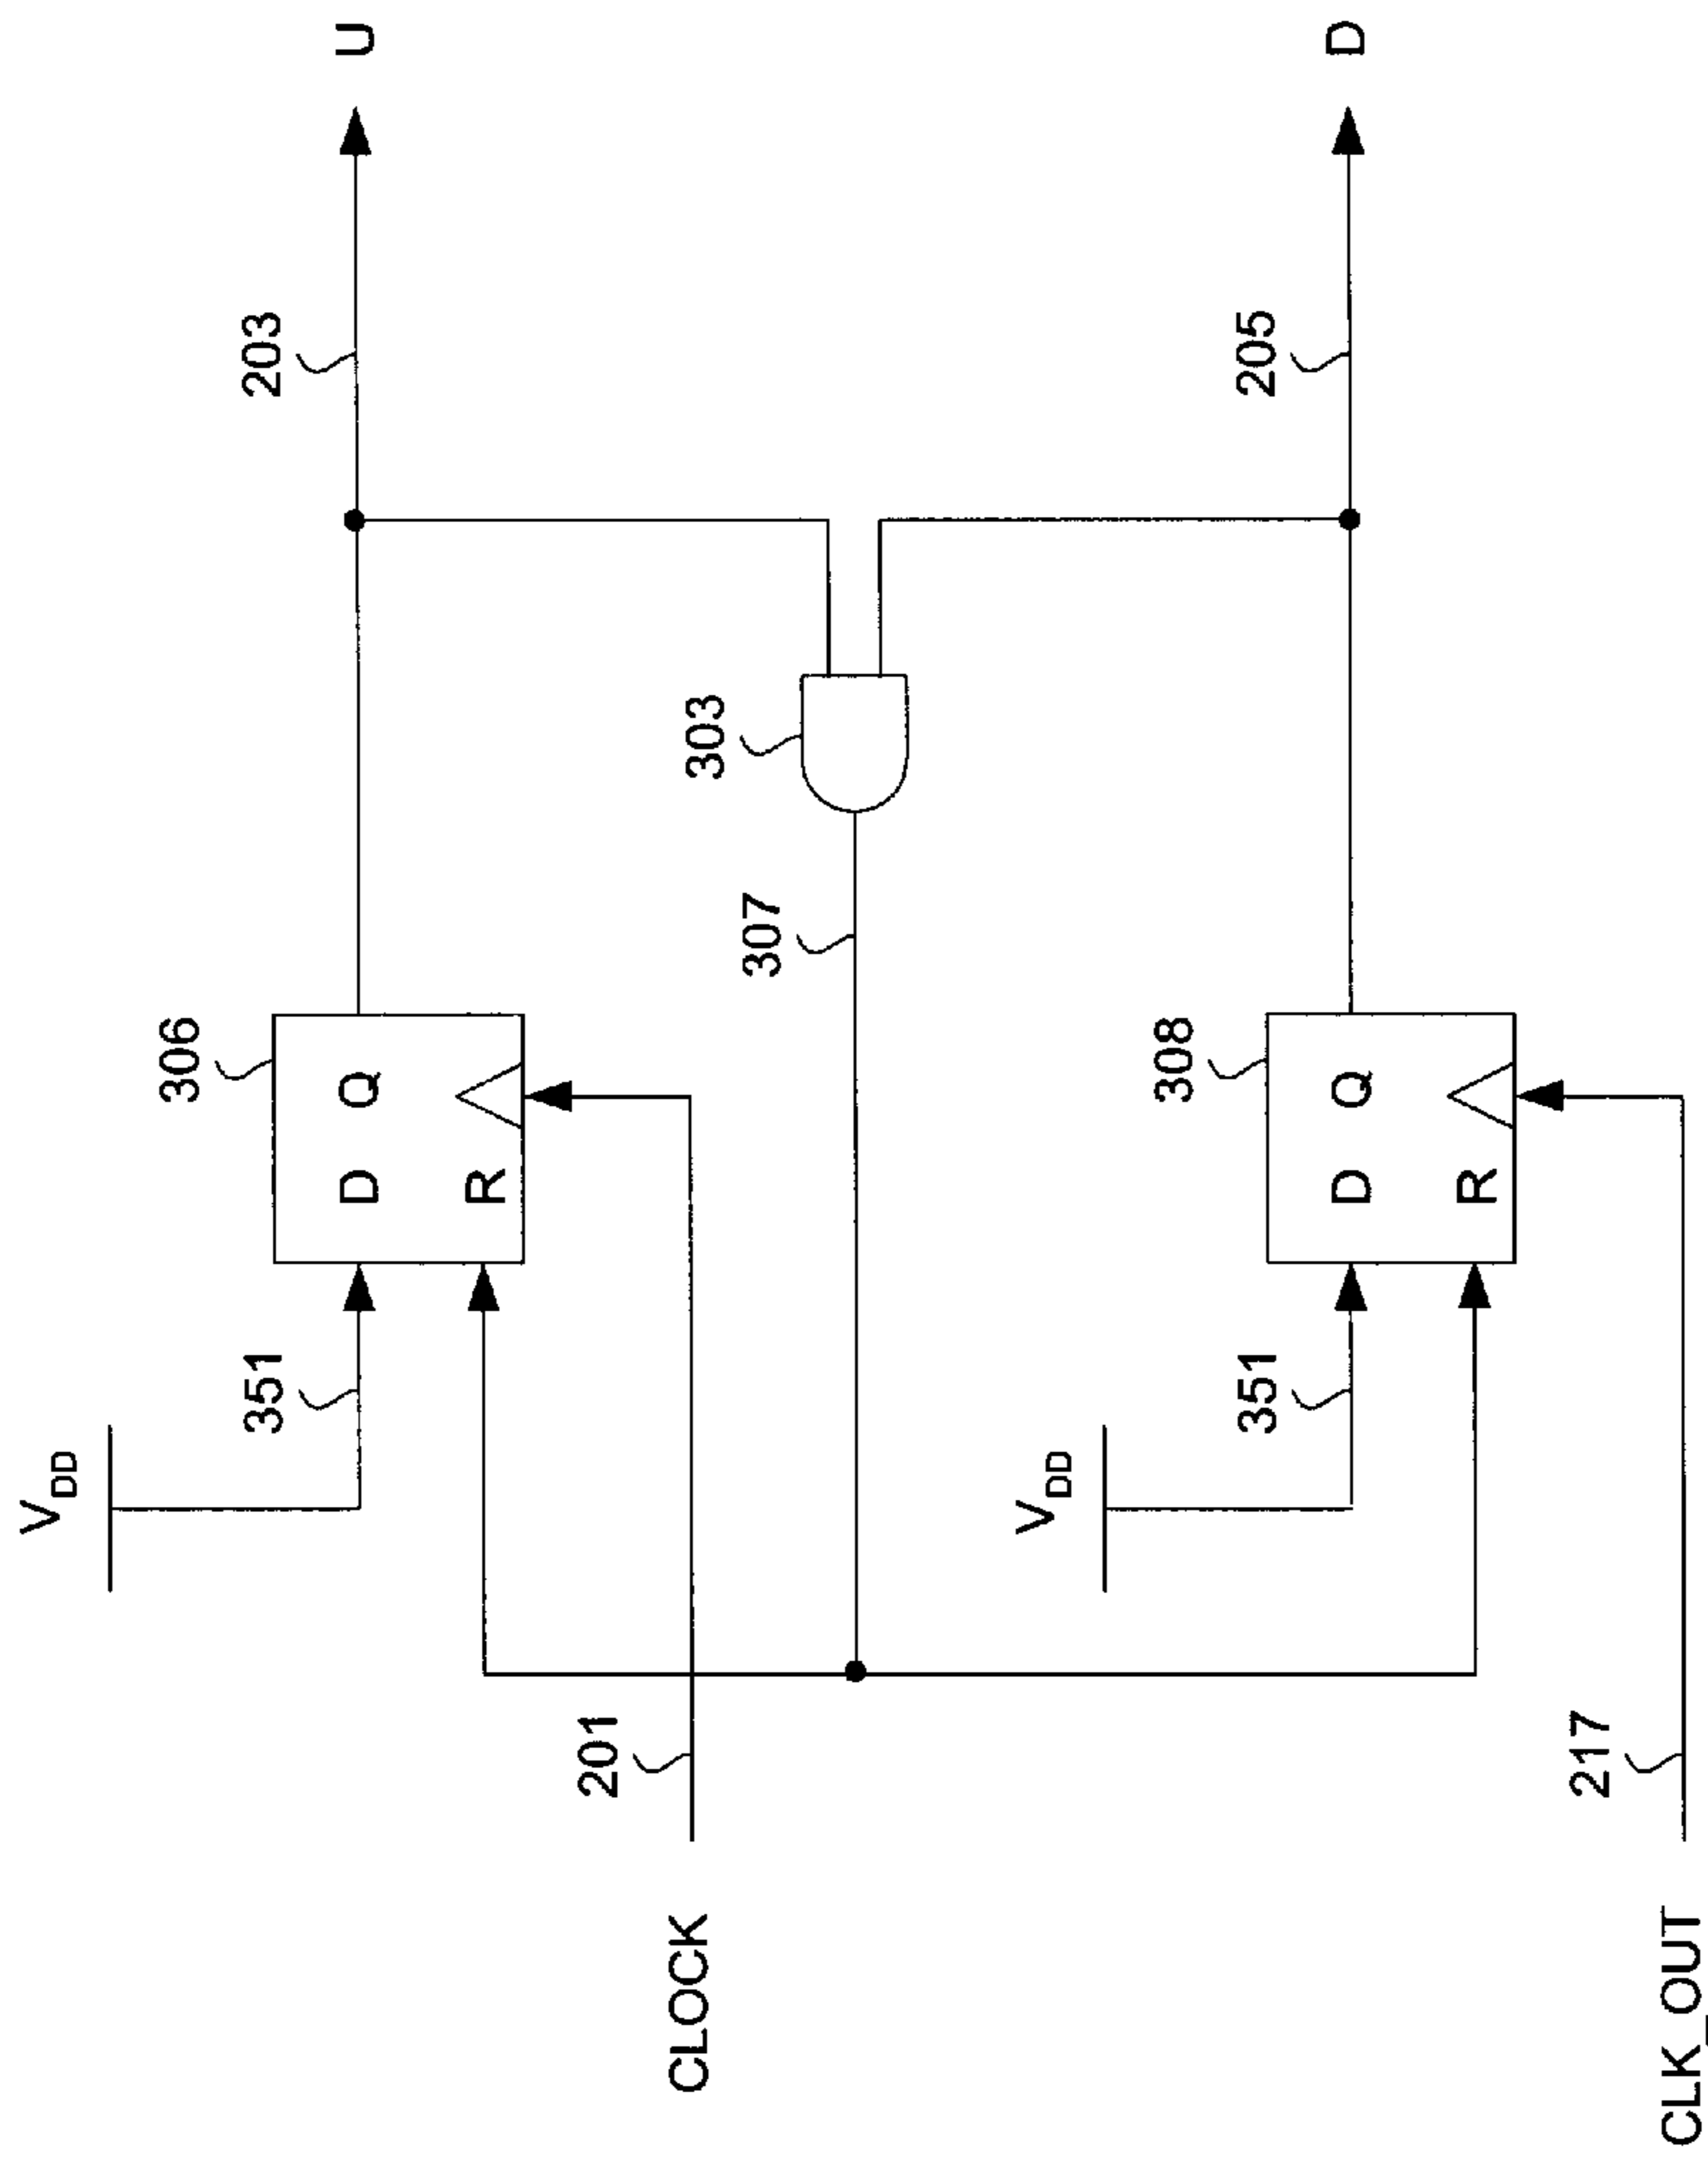 V_DD
351
306
D Q
R
203
U
201
CLOCK
307
303
V_DD
351
308
D Q
R
205
D
217
CLK_OUT